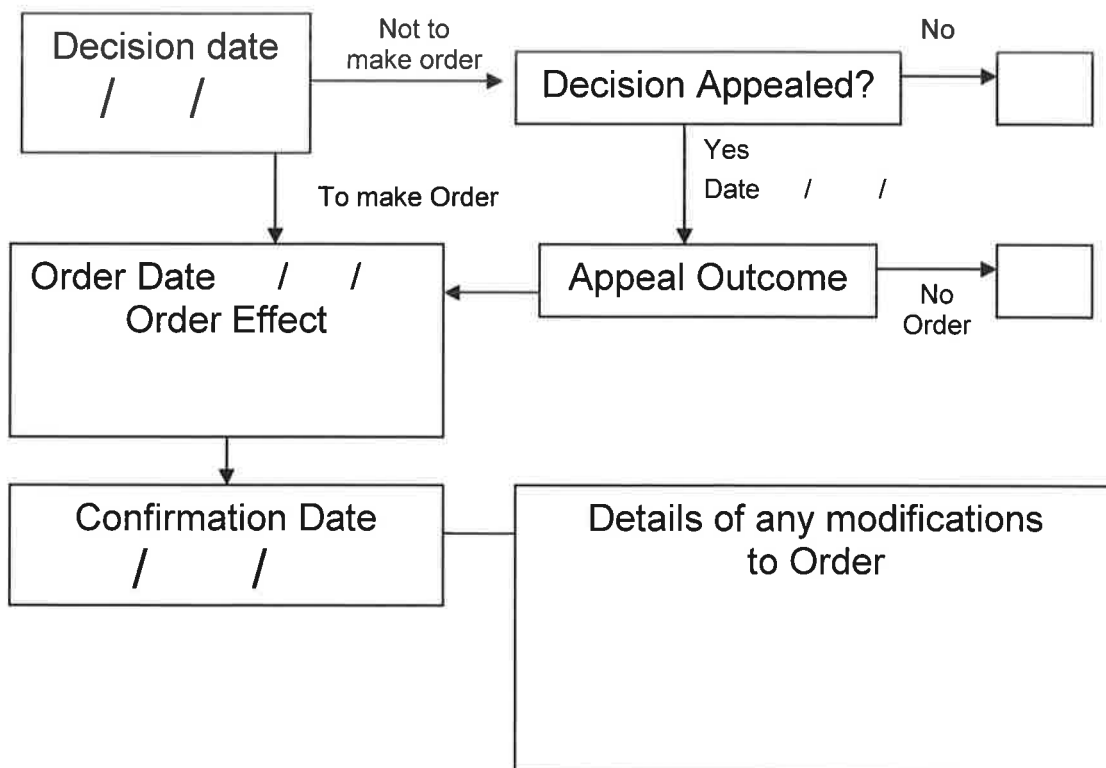 Decision date
/ /
Not to
make order
Decision Appealed?
No
To make Order
Yes
Date / /
Order Date / /
Order Effect
Appeal Outcome
No
Order
Confirmation Date
/ /
Details of any modifications
to Order